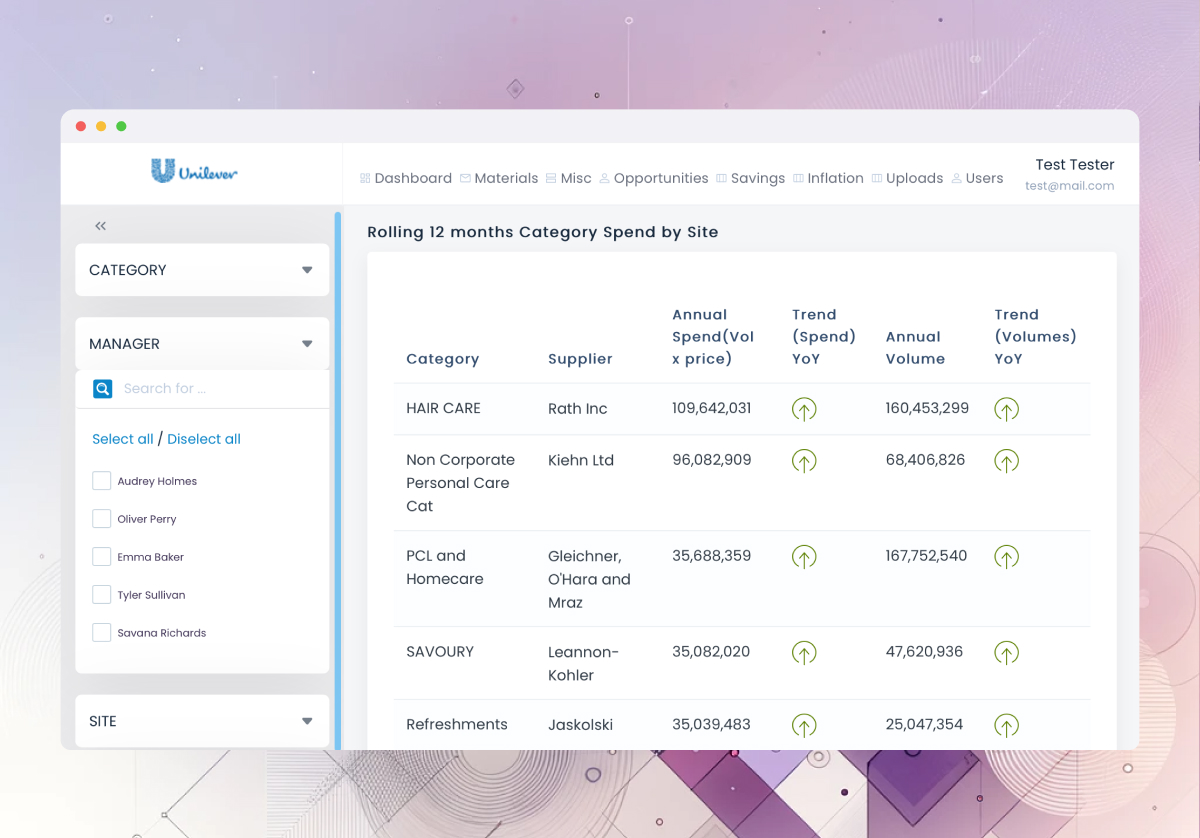 Unilever
Dashboard Materials Misc Opportunities Savings Inflation Uploads Users
Test Tester
test@mail.com
CATEGORY
MANAGER
Search for ...
Select all / Diselect all
Audrey Holmes
Oliver Perry
Emma Baker
Tyler Sullivan
Savana Richards
SITE
Rolling 12 months Category Spend by Site
Category
Supplier
Annual
Spend(Vol
x price)
Trend
(Spend)
YoY
Annual
Volume
Trend
(Volumes)
YoY
HAIR CARE
Rath Inc
109,642,031
160,453,299
Non Corporate
Personal Care
Cat
Kiehn Ltd
96,082,909
68,406,826
PCL and
Homecare
Gleichner,
O'Hara and
Mraz
35,688,359
167,752,540
SAVOURY
Leannon-
Kohler
35,082,020
47,620,936
Refreshments
Jaskolski
35,039,483
25,047,354